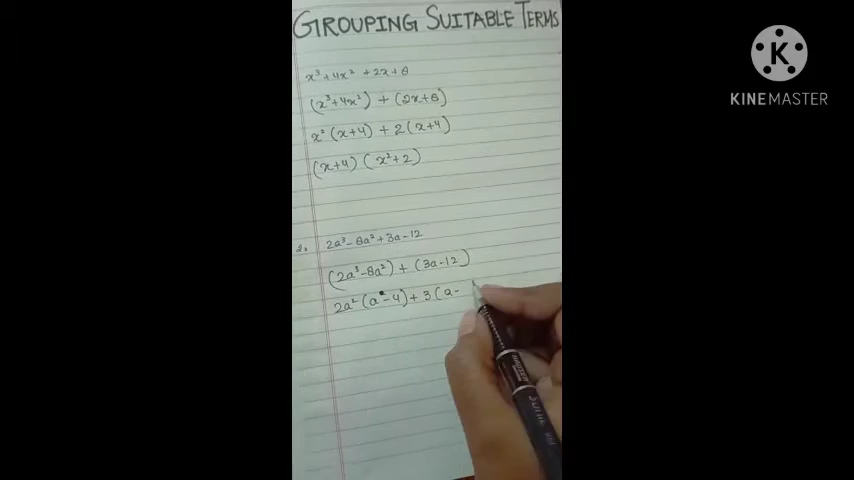 GROUPING SUITABLE TERMS
x³+4x² +2x+8
(x³+4x²) + (2x+8)
x² (x+4) + 2 (x+4)
(x+4) (x²+2)
2. 2a³-8a²+3a-12
(2a³-8a²) + (3a-12)
2a² (a-4) + 3 (a-
K
KINEMASTER